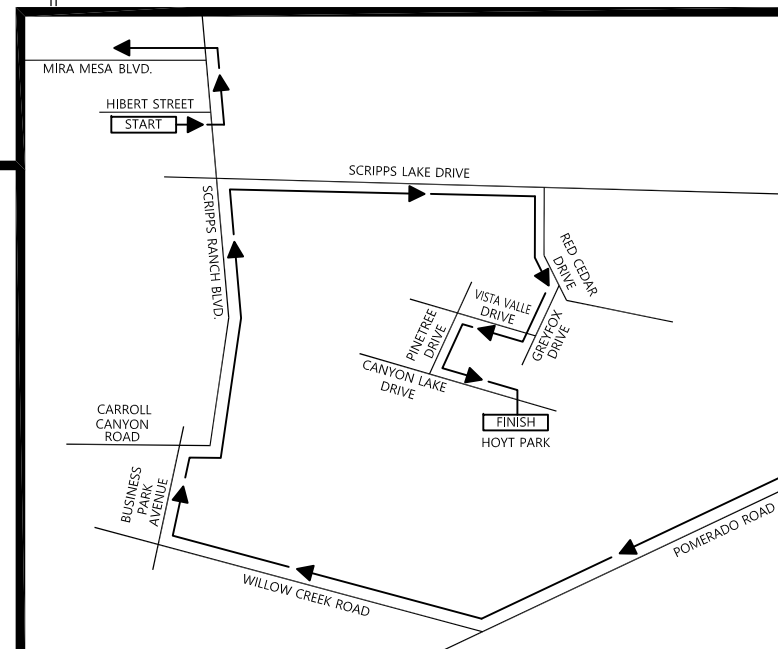 MIRA MESA BLVD.
HIBERT STREET
START
SCRIPPS LAKE DRIVE
SCRIPPS RANCH BLVD.
RED CEDAR
DRIVE
VISTA VALLE
DRIVE
PINETREE
DRIVE
GREYFOX
DRIVE
CANYON LAKE
DRIVE
FINISH
HOYT PARK
CARROLL
CANYON
ROAD
BUSINESS
PARK
AVENUE
POMERADO ROAD
WILLOW CREEK ROAD